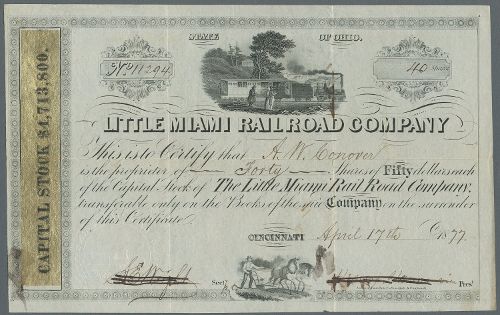 CAPITAL STOCK $4,713,800.
STATE OF OHIO.
No 11294
40 Shares
LITTLE MIAMI RAIL ROAD COMPANY
This is to Certify that A. W. Conover
is the proprietor of Forty Shares of Fifty dollars each
of the Capital Stock of The Little Miami Rail Road Company,
transferable only on the Books of the said Company on the surrender
of this Certificate.
CINCINNATI April 17th 1877
Secy
Prest